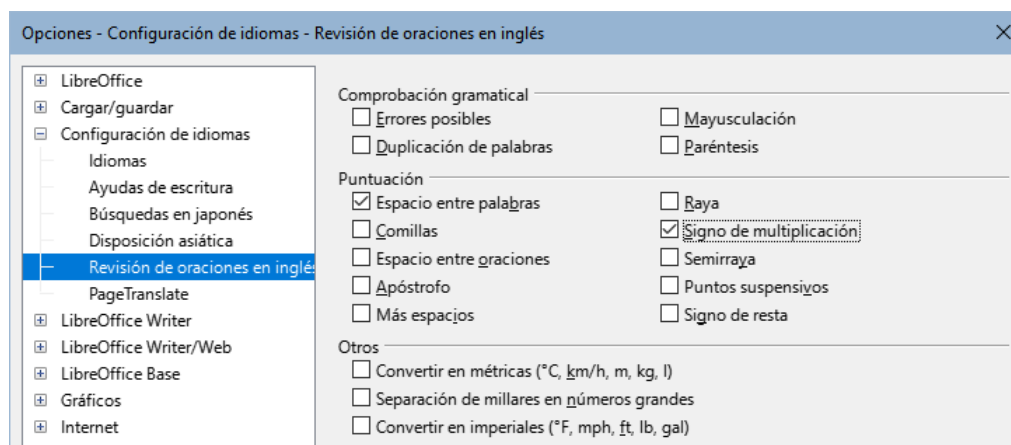 Opciones - Configuración de idiomas - Revisión de oraciones en inglés
LibreOffice
Cargar/guardar
Configuración de idiomas
Idiomas
Ayudas de escritura
Búsquedas en japonés
Disposición asiática
Revisión de oraciones en inglés
PageTranslate
LibreOffice Writer
LibreOffice Writer/Web
LibreOffice Base
Gráficos
Internet
Comprobación gramatical
Errores posibles
Mayusculación
Duplicación de palabras
Paréntesis
Puntuación
Espacio entre palabras
Raya
Comillas
Signo de multiplicación
Espacio entre oraciones
Semirraya
Apóstrofo
Puntos suspensivos
Más espacios
Signo de resta
Otros
Convertir en métricas (°C, km/h, m, kg, l)
Separación de millares en números grandes
Convertir en imperiales (°F, mph, ft, lb, gal)